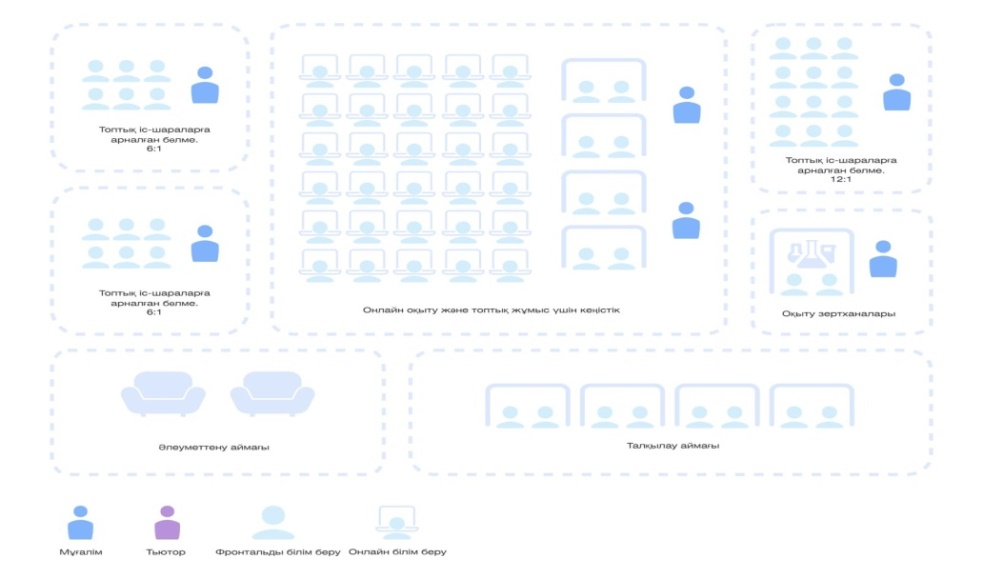 Топтық іс-шараларға
арналған бөлме.
6:1
Топтық іс-шараларға
арналған бөлме.
6:1
Онлайн оқыту және топтық жұмыс үшін кеңістік
Топтық іс-шараларға
арналған бөлме.
12:1
Оқыту зертханалары
Әлеуметтену аймағы
Талқылау аймағы
Мұғалім
Тьютор
Фронтальды білім беру
Онлайн білім беру